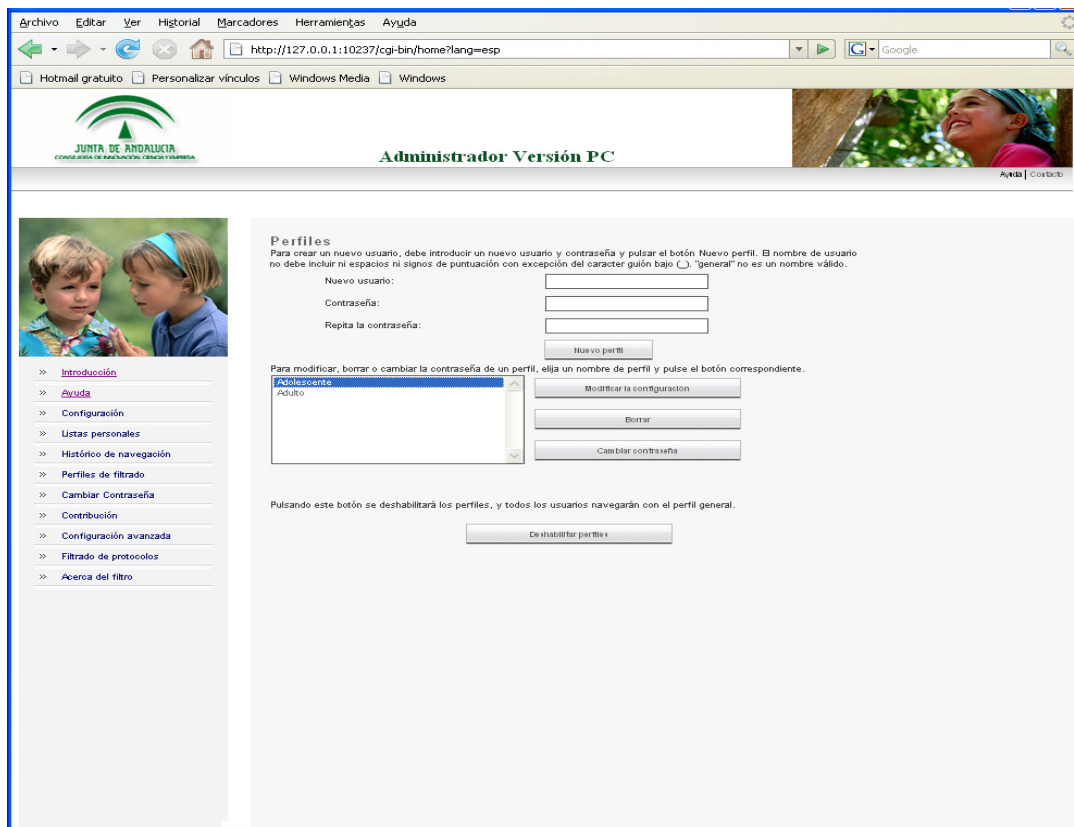 Archivo Editar Ver Historial Marcadores Herramientas Ayuda
http://127.0.0.1:10237/cgi-bin/home?lang=esp
Google
Hotmail gratuito Personalizar vínculos Windows Media Windows
JUNTA DE ANDALUCIA
CONSEJERIA DE INNOVACIÓN, CIENCIA Y EMPRESA
Administrador Versión PC
Ayuda | Contacto
Perfiles
Para crear un nuevo usuario, debe introducir un nuevo usuario y contraseña y pulsar el botón Nuevo perfil. El nombre de usuario
no debe incluir ni espacios ni signos de puntuación con excepción del caracter guión bajo (_). "general" no es un nombre válido.
Nuevo usuario:
Contraseña:
Repita la contraseña:
Nuevo perfil
Para modificar, borrar o cambiar la contraseña de un perfil, elija un nombre de perfil y pulse el botón correspondiente.
Adolescente
Adulto
Modificar la configuración
Borrar
Cambiar contraseña
Pulsando este botón se deshabilitará los perfiles, y todos los usuarios navegarán con el perfil general.
Deshabilitar perfiles
» Introducción
» Ayuda
» Configuración
» Listas personales
» Histórico de navegación
» Perfiles de filtrado
» Cambiar Contraseña
» Contribución
» Configuración avanzada
» Filtrado de protocolos
» Acerca del filtro